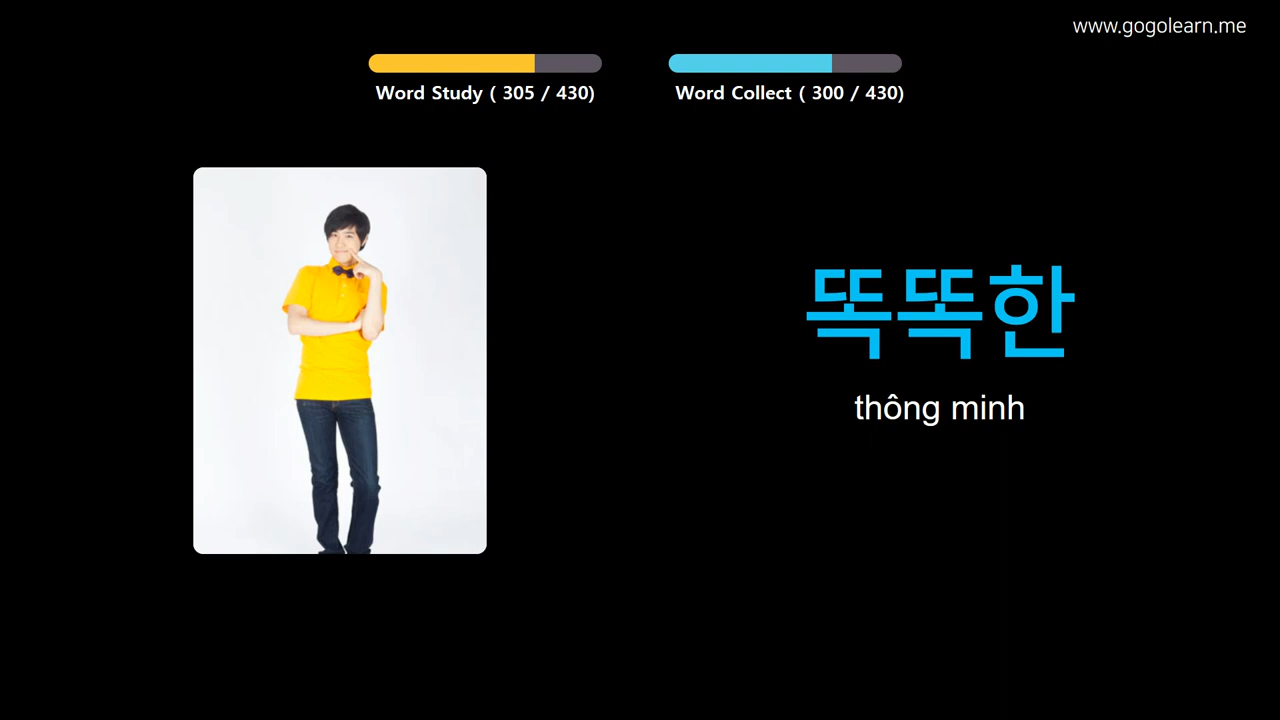 www.gogolearn.me
Word Study ( 305 / 430)
Word Collect ( 300 / 430)
똑똑한
thông minh